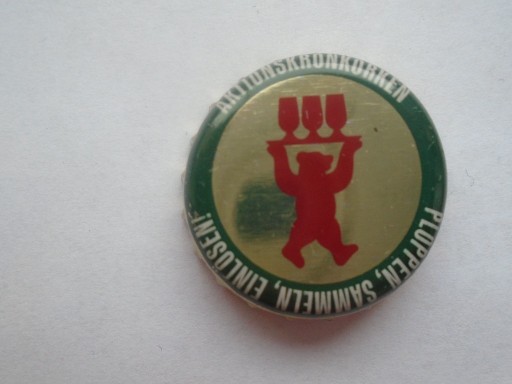 AKTIONSKRONKORKEN
PLOPPEN, SAMMELN, EINLÖSEN!